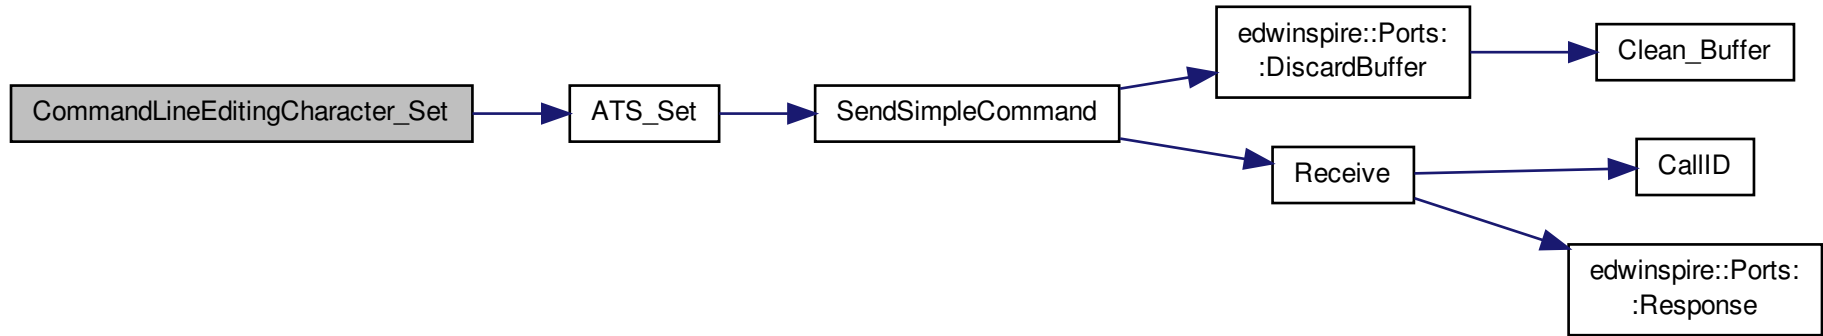 CommandLineEditingCharacter_Set
ATS_Set
SendSimpleCommand
edwinspire::Ports:
:DiscardBuffer
Clean_Buffer
Receive
CallID
edwinspire::Ports:
:Response